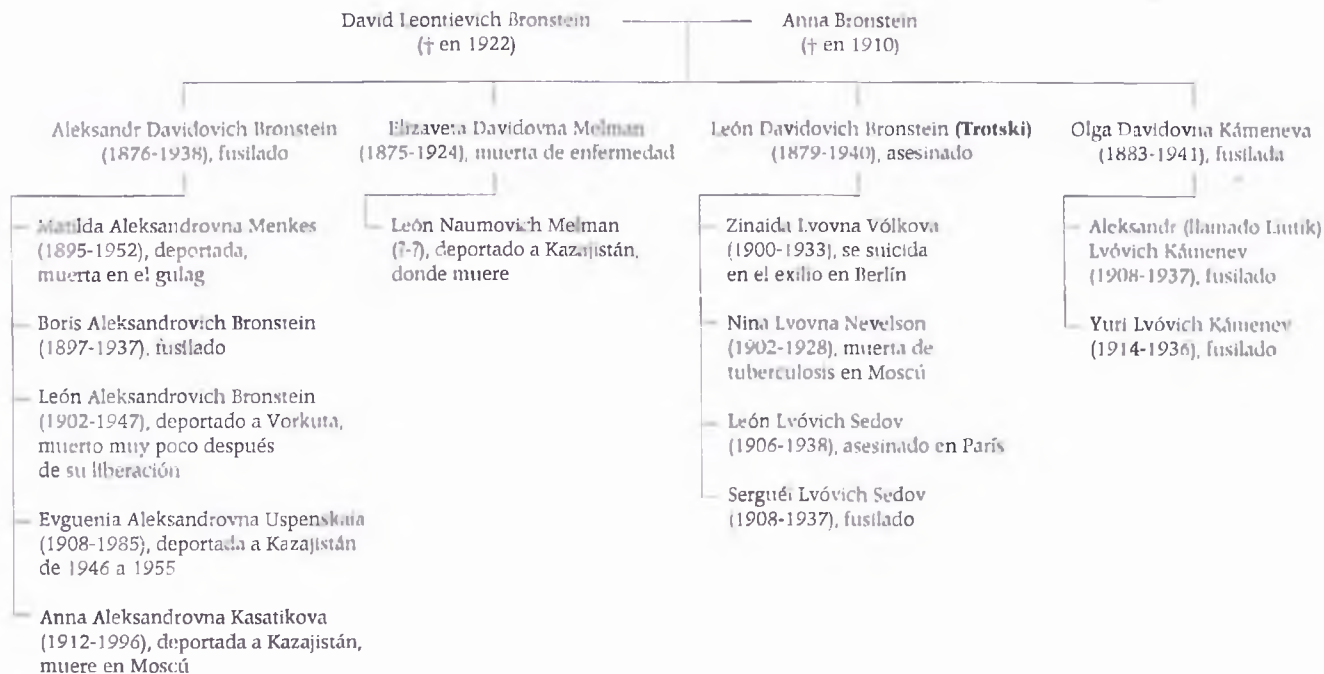 David Leontievich Bronstein
(† en 1922)
Anna Bronstein
(† en 1910)
Aleksandr Davidovich Bronstein
(1876-1938), fusilado
Elizaveta Davidovna Melman
(1875-1924), muerta de enfermedad
León Davidovich Bronstein (Trotski)
(1879-1940), asesinado
Olga Davidovna Kámeneva
(1883-1941), fusilada
Matilda Aleksandrovna Menkes
(1895-1952), deportada,
muerta en el gulag
Boris Aleksandrovich Bronstein
(1897-1937), fusilado
León Aleksandrovich Bronstein
(1902-1947), deportado a Vorkuta,
muerto muy poco después
de su liberación
Evguenia Aleksandrovna Uspenskaia
(1908-1985), deportada a Kazajistán
de 1946 a 1955
Anna Aleksandrovna Kasatikova
(1912-1996), deportada a Kazajistán,
muere en Moscú
León Naumovich Melman
(?-?), deportado a Kazajistán,
donde muere
Zinaida Lvovna Vólkova
(1900-1933), se suicida
en el exilio en Berlín
Nina Lvovna Nevelson
(1902-1928), muerta de
tuberculosis en Moscú
León Lvóvich Sedov
(1906-1938), asesinado en París
Serguéi Lvóvich Sedov
(1908-1937), fusilado
Aleksandr (llamado Liutik)
Lvóvich Kámenev
(1908-1937), fusilado
Yuri Lvóvich Kámenev
(1914-1936), fusilado